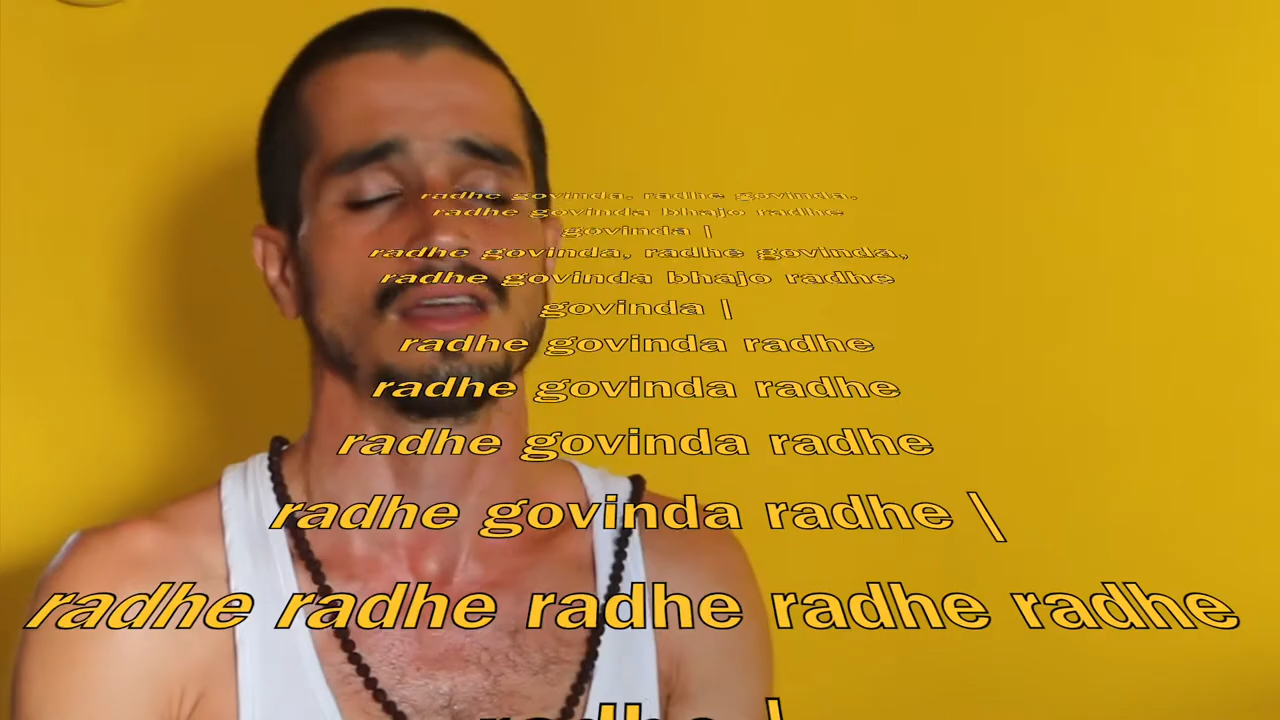 radhe govinda, radhe govinda,
radhe govinda bhajo radhe
govinda |
radhe govinda, radhe govinda,
radhe govinda bhajo radhe
govinda |
radhe govinda radhe
radhe govinda radhe
radhe govinda radhe
radhe govinda radhe |
radhe radhe radhe radhe radhe
radhe |